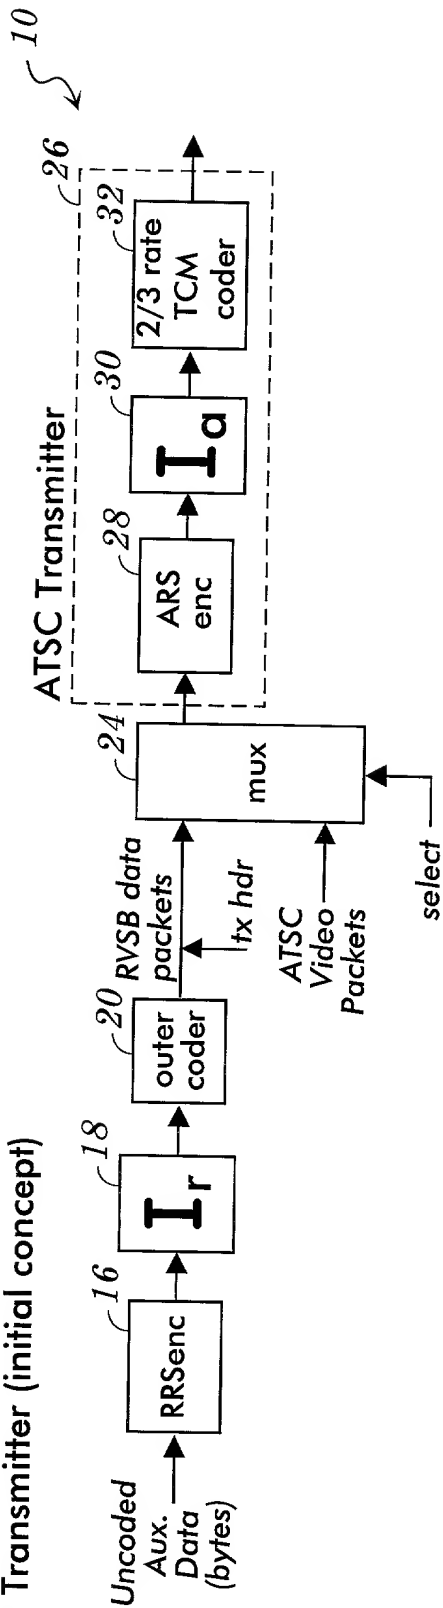 Transmitter (initial concept)
10
Uncoded
Aux.
Data
(bytes)
16
RRSenc
18
Ir
20
outer
coder
RVSB data
packets
tx hdr
ATSC
Video
Packets
select
24
mux
ATSC Transmitter
26
28
ARS
enc
30
Ia
32
2/3 rate
TCM
coder